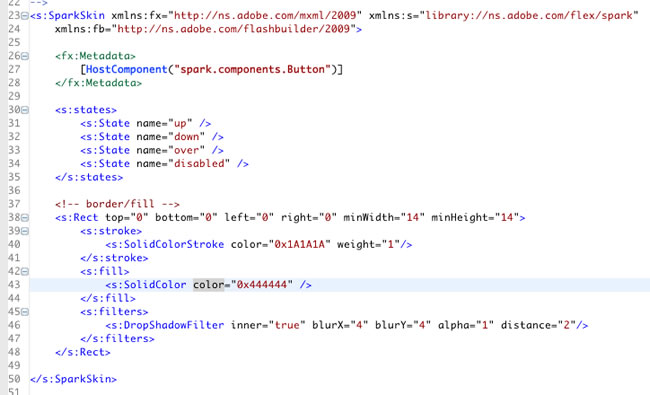 22 -->
23 <s:SparkSkin xmlns:fx="http://ns.adobe.com/mxml/2009" xmlns:s="library://ns.adobe.com/flex/spark"
24     xmlns:fb="http://ns.adobe.com/flashbuilder/2009">
25
26     <fx:Metadata>
27         [HostComponent("spark.components.Button")]
28     </fx:Metadata>
29
30     <s:states>
31         <s:State name="up" />
32         <s:State name="down" />
33         <s:State name="over" />
34         <s:State name="disabled" />
35     </s:states>
36
37     <!-- border/fill -->
38     <s:Rect top="0" bottom="0" left="0" right="0" minWidth="14" minHeight="14">
39         <s:stroke>
40             <s:SolidColorStroke color="0x1A1A1A" weight="1"/>
41         </s:stroke>
42         <s:fill>
43             <s:SolidColor color="0x444444" />
44         </s:fill>
45         <s:filters>
46             <s:DropShadowFilter inner="true" blurX="4" blurY="4" alpha="1" distance="2"/>
47         </s:filters>
48     </s:Rect>
49
50 </s:SparkSkin>
51